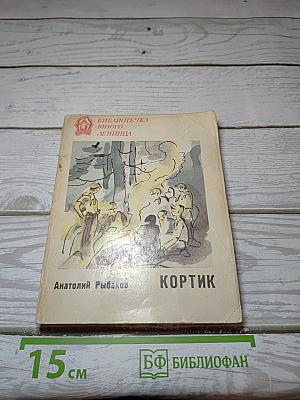 БИБЛИОТЕЧКА
ЮНОГО
ЛЕНИНЦА
Анатолий Рыбаков
КОРТИК
15 см
БФ БИБЛИОФАН